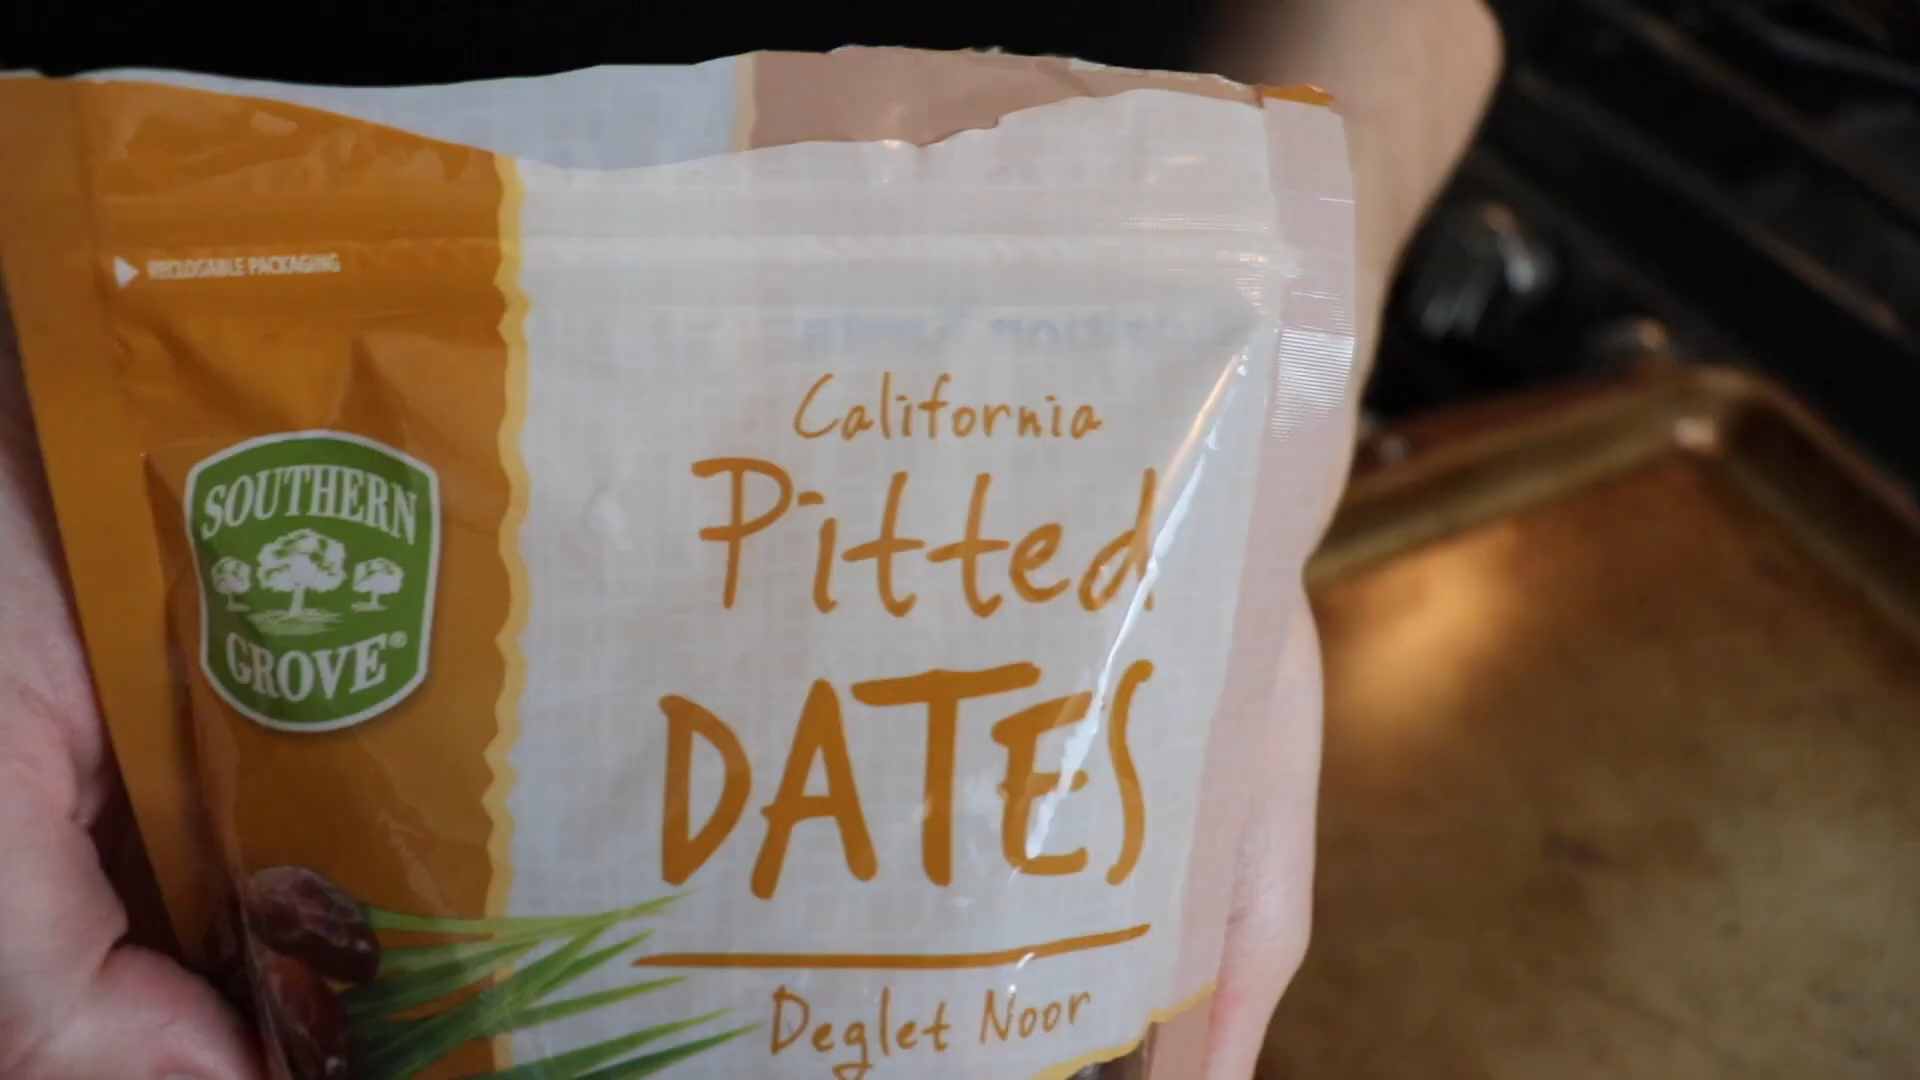 RECLOSABLE PACKAGING
SOUTHERN
GROVE®
California
Pitted
DATES
Deglet Noor